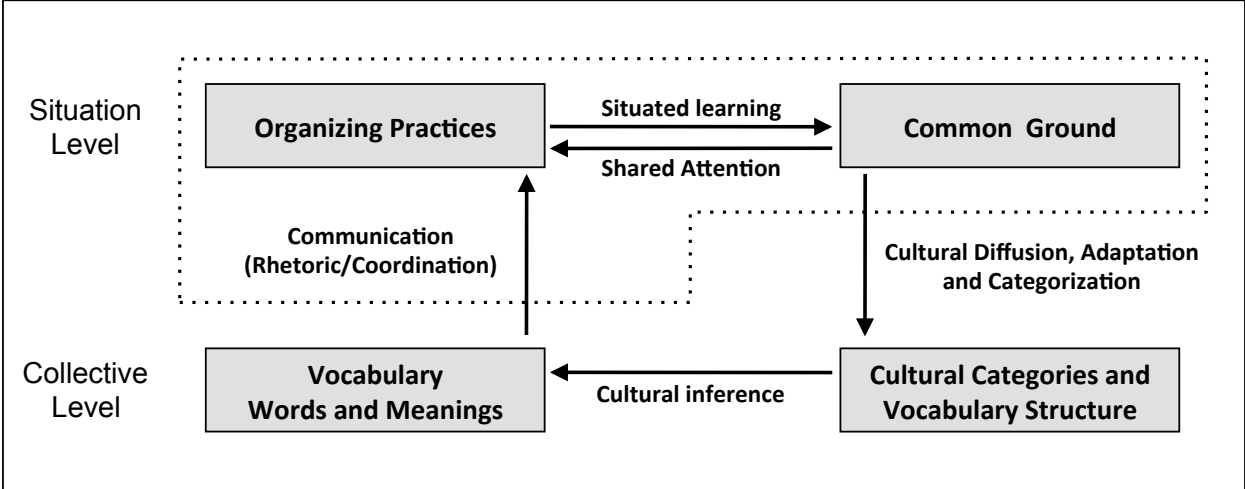 Situation
Level
Organizing Practices
Situated learning
Shared Attention
Common Ground
Communication
(Rhetoric/Coordination)
Cultural Diffusion, Adaptation
and Categorization
Collective
Level
Vocabulary
Words and Meanings
Cultural inference
Cultural Categories and
Vocabulary Structure